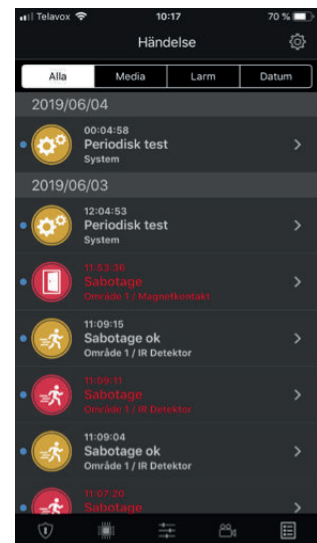 Telavox 10:17 70 %
Händelse
Alla Media Larm Datum
2019/06/04
00:04:58
Periodisk test
System
2019/06/03
12:04:53
Periodisk test
System
11:53:36
Sabotage
Område 1 / Magnetkontakt
11:09:15
Sabotage ok
Område 1 / IR Detektor
11:09:11
Sabotage
Område 1 / IR Detektor
11:09:04
Sabotage ok
Område 1 / IR Detektor
11:07:20
Sabotage